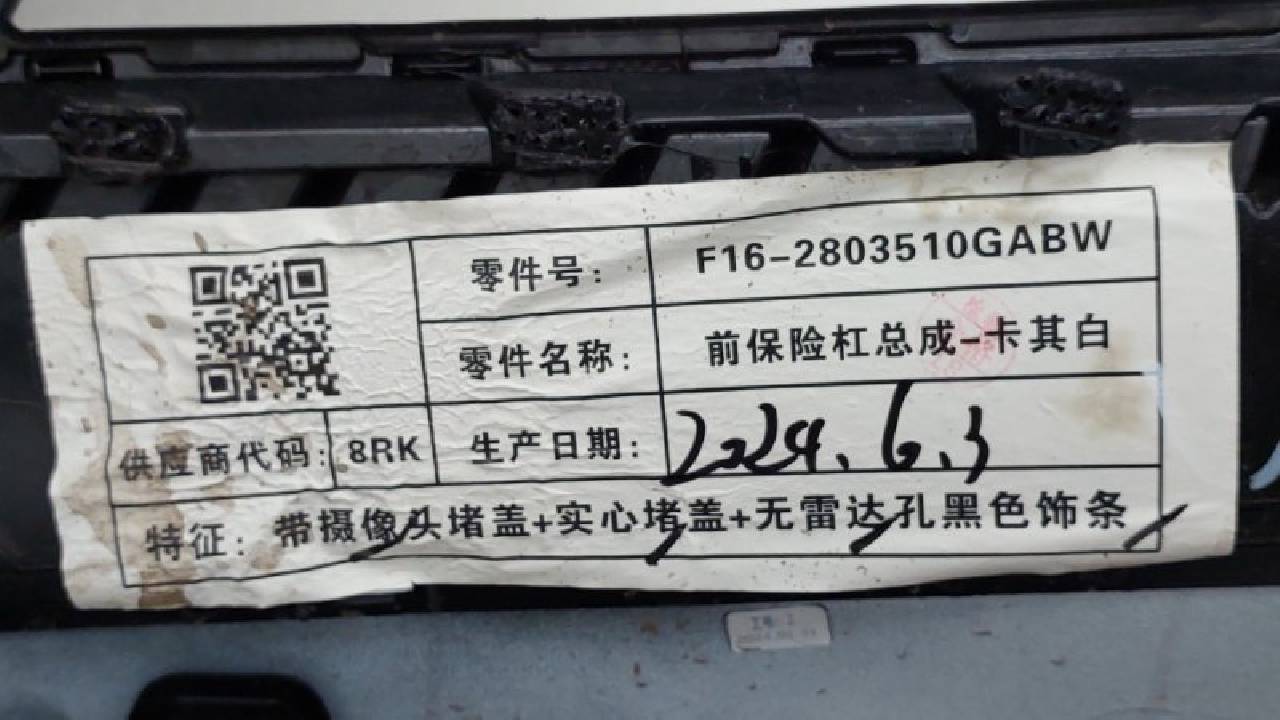 零件号: F16-2803510GABW
零件名称: 前保险杠总成-卡其白
供应商代码: 8RK 生产日期: 2024.6.3
特征: 带摄像头堵盖+实心堵盖+无雷达孔黑色饰条